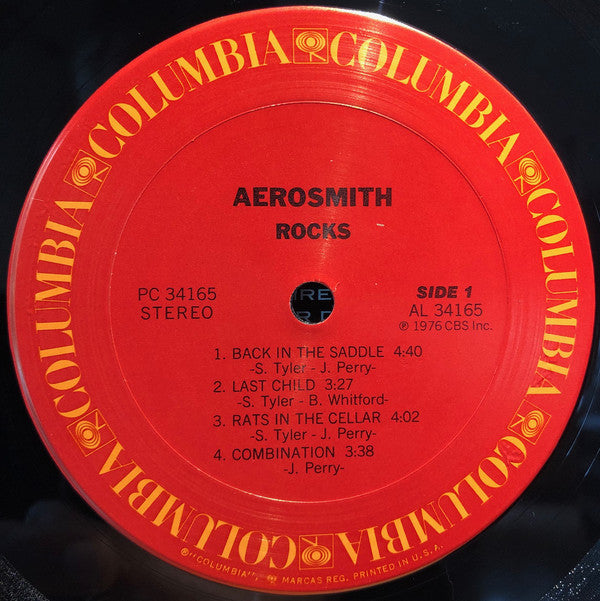 COLUMBIA COLUMBIA COLUMBIA COLUMBIA COLUMBIA COLUMBIA COLUMBIA
AEROSMITH
ROCKS
PC 34165
STEREO
SIDE 1
AL 34165
℗ 1976 CBS Inc.
1. BACK IN THE SADDLE 4:40
-S. Tyler - J. Perry-
2. LAST CHILD 3:27
-S. Tyler - B. Whitford-
3. RATS IN THE CELLAR 4:02
-S. Tyler - J. Perry-
4. COMBINATION 3:38
-J. Perry-
®"COLUMBIA", MARCAS REG. PRINTED IN U.S.A.